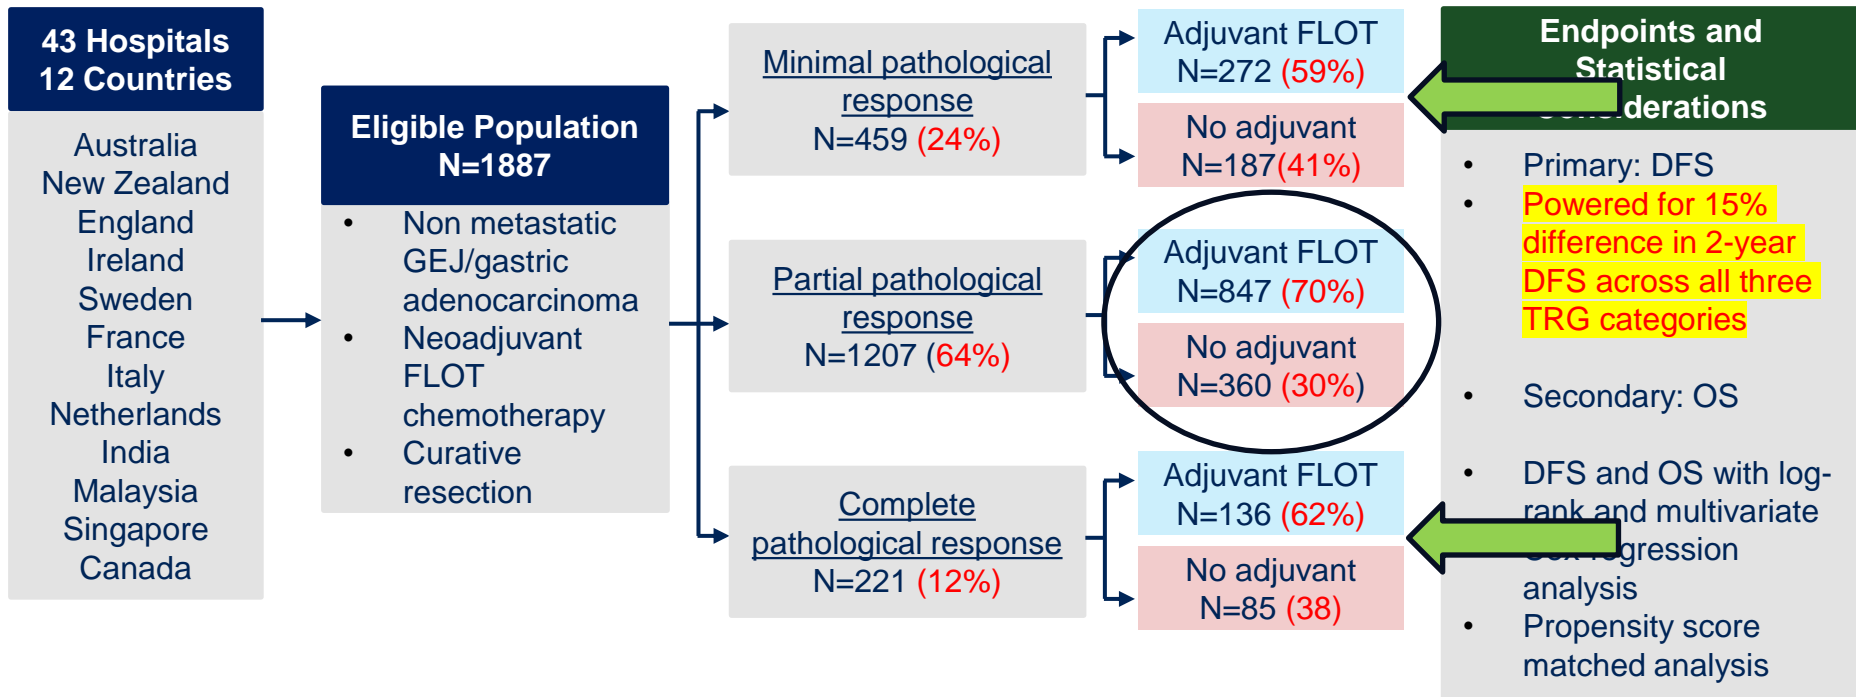 43 Hospitals
12 Countries
Australia
New Zealand
England
Ireland
Sweden
France
Italy
Netherlands
India
Malaysia
Singapore
Canada
Eligible Population
N=1887
• Non metastatic
GEJ/gastric
adenocarcinoma
• Neoadjuvant
FLOT
chemotherapy
• Curative
resection
Minimal pathological
response
N=459 (24%)
Partial pathological
response
N=1207 (64%)
Complete
pathological response
N=221 (12%)
Adjuvant FLOT
N=272 (59%)
No adjuvant
N=187(41%)
Adjuvant FLOT
N=847 (70%)
No adjuvant
N=360 (30%)
Adjuvant FLOT
N=136 (62%)
No adjuvant
N=85 (38)
Endpoints and
Statistical
Considerations
• Primary: DFS
• Powered for 15%
difference in 2-year
DFS across all three
TRG categories
• Secondary: OS
• DFS and OS with log-
rank and multivariate
Cox regression
analysis
• Propensity score
matched analysis